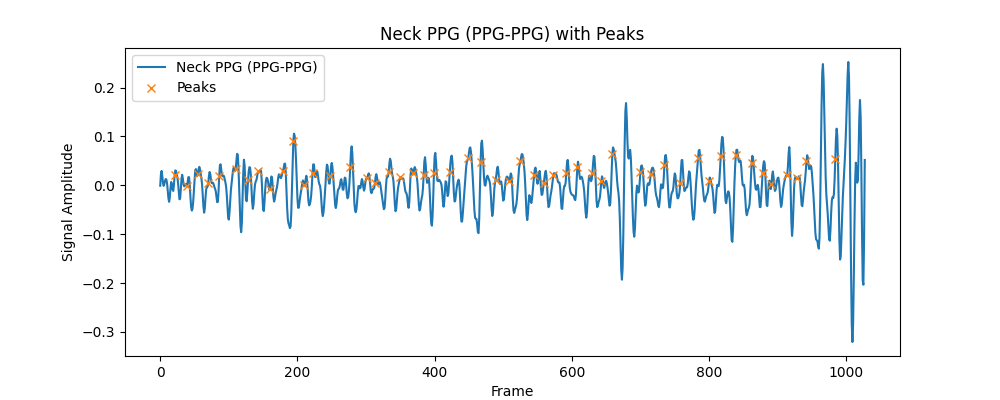 Neck PPG (PPG-PPG) with Peaks
Neck PPG (PPG-PPG)
Peaks
Signal Amplitude
0.2
0.1
0.0
−0.1
−0.2
−0.3
0 200 400 600 800 1000
Frame